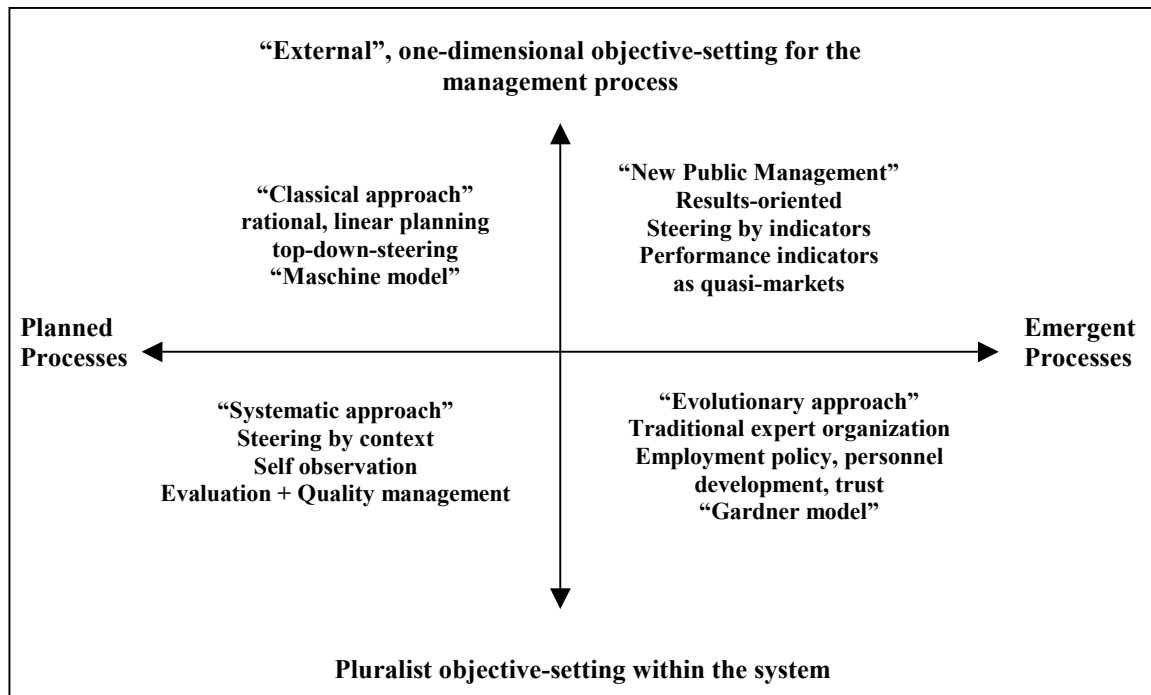 “External”, one-dimensional objective-setting for the
management process
“Classical approach”
rational, linear planning
top-down-steering
“Maschine model”
“New Public Management”
Results-oriented
Steering by indicators
Performance indicators
as quasi-markets
Planned
Processes
Emergent
Processes
“Systematic approach”
Steering by context
Self observation
Evaluation + Quality management
“Evolutionary approach”
Traditional expert organization
Employment policy, personnel
development, trust
“Gardner model”
Pluralist objective-setting within the system